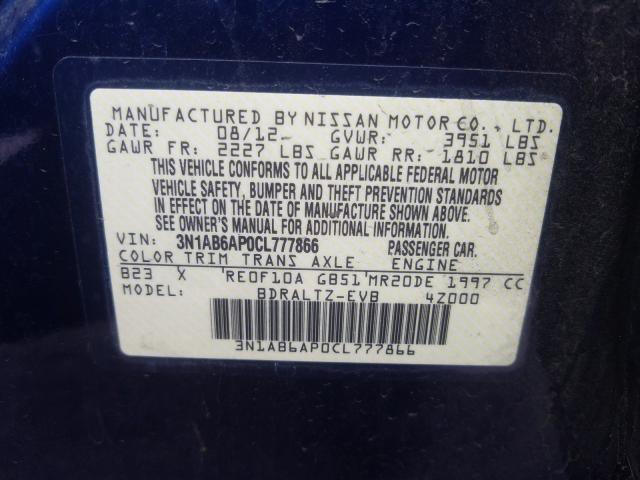 MANUFACTURED BY NISSAN MOTOR CO., LTD.
DATE: 08/12 GVWR: 3951 LBS
GAWR FR: 2227 LBS GAWR RR: 1810 LBS
THIS VEHICLE CONFORMS TO ALL APPLICABLE FEDERAL MOTOR
VEHICLE SAFETY, BUMPER AND THEFT PREVENTION STANDARDS
IN EFFECT ON THE DATE OF MANUFACTURE SHOWN ABOVE.
SEE OWNER'S MANUAL FOR ADDITIONAL INFORMATION.
VIN: 3N1AB6AP0CL777866 PASSENGER CAR.
COLOR TRIM TRANS AXLE ENGINE
B23 X RE0F10A GB51 MR20DE 1997 CC
MODEL: BDRALTZ-EVB 4Z000
3N1AB6AP0CL777866